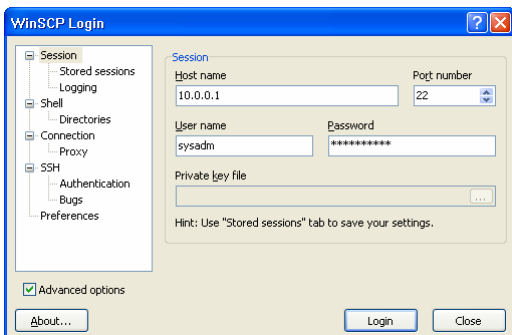 WinSCP Login
Session
Stored sessions
Logging
Shell
Directories
Connection
Proxy
SSH
Authentication
Bugs
Preferences
Advanced options
Session
Host name Port number
10.0.0.1 22
User name Password
sysadm **********
Private key file
...
Hint: Use "Stored sessions" tab to save your settings.
About... Login Close